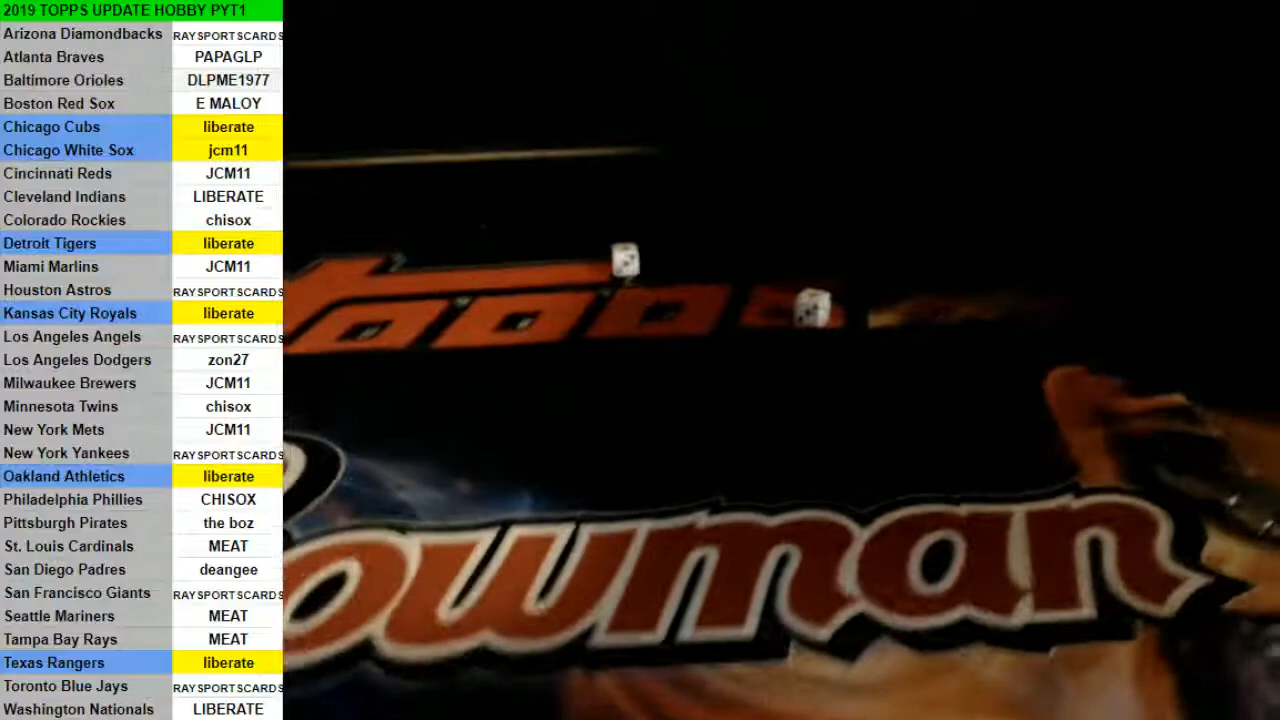 2019 TOPPS UPDATE HOBBY PYT1
Arizona Diamondbacks RAYSPORTSCARDS
Atlanta Braves PAPAGLP
Baltimore Orioles DLPME1977
Boston Red Sox E MALOY
Chicago Cubs liberate
Chicago White Sox jcm11
Cincinnati Reds JCM11
Cleveland Indians LIBERATE
Colorado Rockies chisox
Detroit Tigers liberate
Miami Marlins JCM11
Houston Astros RAYSPORTSCARDS
Kansas City Royals liberate
Los Angeles Angels RAYSPORTSCARDS
Los Angeles Dodgers zon27
Milwaukee Brewers JCM11
Minnesota Twins chisox
New York Mets JCM11
New York Yankees RAYSPORTSCARDS
Oakland Athletics liberate
Philadelphia Phillies CHISOX
Pittsburgh Pirates the boz
St. Louis Cardinals MEAT
San Diego Padres deangee
San Francisco Giants RAYSPORTSCARDS
Seattle Mariners MEAT
Tampa Bay Rays MEAT
Texas Rangers liberate
Toronto Blue Jays RAYSPORTSCARDS
Washington Nationals LIBERATE
Bowman